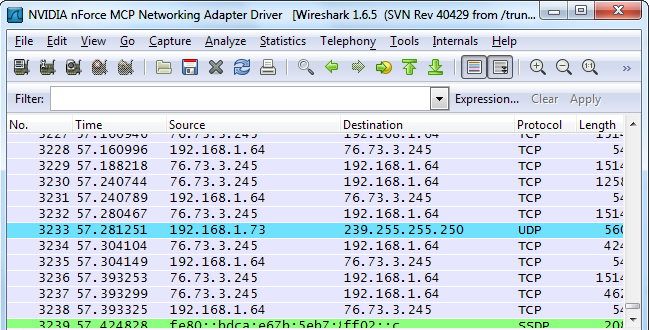 NVIDIA nForce MCP Networking Adapter Driver [Wireshark 1.6.5 (SVN Rev 40429 from /trun
File Edit View Go Capture Analyze Statistics Telephony Tools Internals Help
Filter: Expression... Clear Apply
No. Time Source Destination Protocol Length
3227 57.160946 76.73.3.245 192.168.1.64 TCP 1514
3228 57.160996 192.168.1.64 76.73.3.245 TCP 54
3229 57.188218 76.73.3.245 192.168.1.64 TCP 1514
3230 57.240744 76.73.3.245 192.168.1.64 TCP 1258
3231 57.240789 192.168.1.64 76.73.3.245 TCP 54
3232 57.280467 76.73.3.245 192.168.1.64 TCP 1514
3233 57.281251 192.168.1.73 239.255.255.250 UDP 560
3234 57.304104 76.73.3.245 192.168.1.64 TCP 424
3235 57.304149 192.168.1.64 76.73.3.245 TCP 54
3236 57.393253 76.73.3.245 192.168.1.64 TCP 1514
3237 57.393299 76.73.3.245 192.168.1.64 TCP 462
3238 57.393325 192.168.1.64 76.73.3.245 TCP 54
3239 57.424828 fe80::bdca:e67b:5eb7: ff02::c SSDP 208